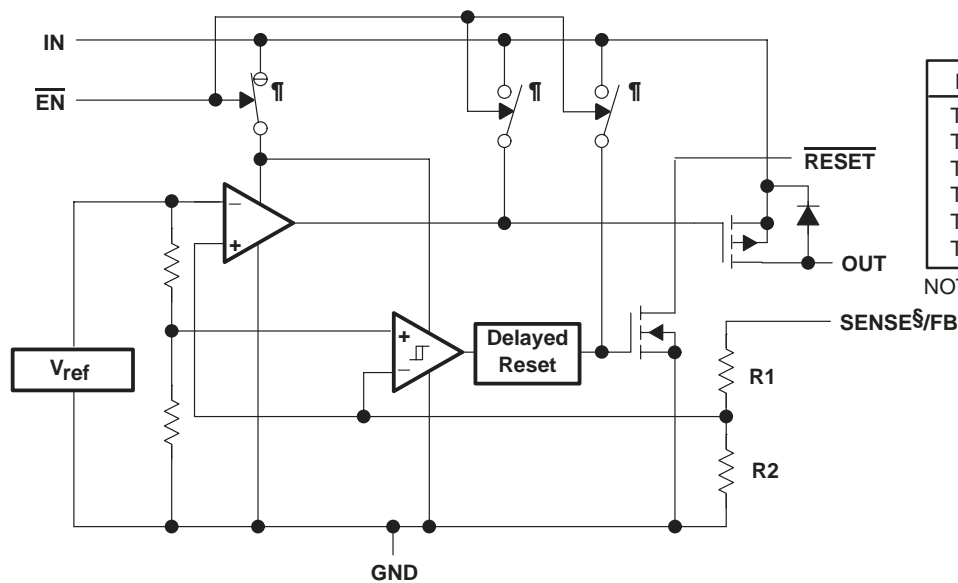 IN
EN
¶
¶
¶
RESET
−
+
OUT
NOT
SENSE§/FB
+
−
Delayed
Reset
Vref
R1
R2
GND
T
T
T
T
T
T